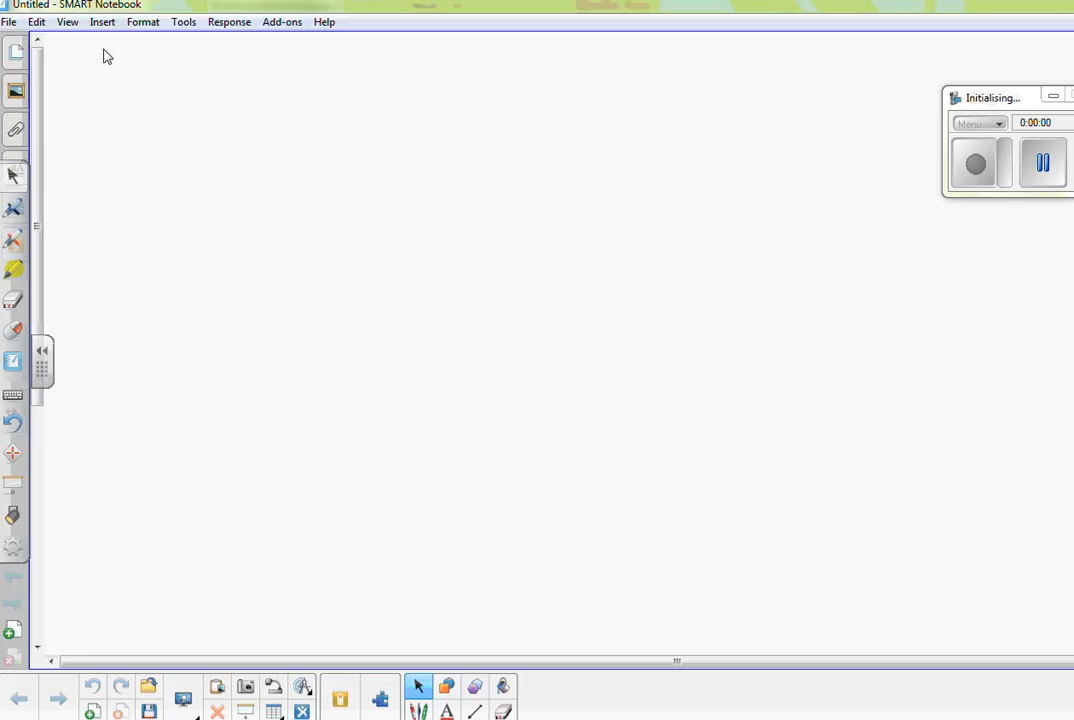 Untitled - SMART Notebook
File Edit View Insert Format Tools Response Add-ons Help
Initialising...
Menu 0:00:00
A